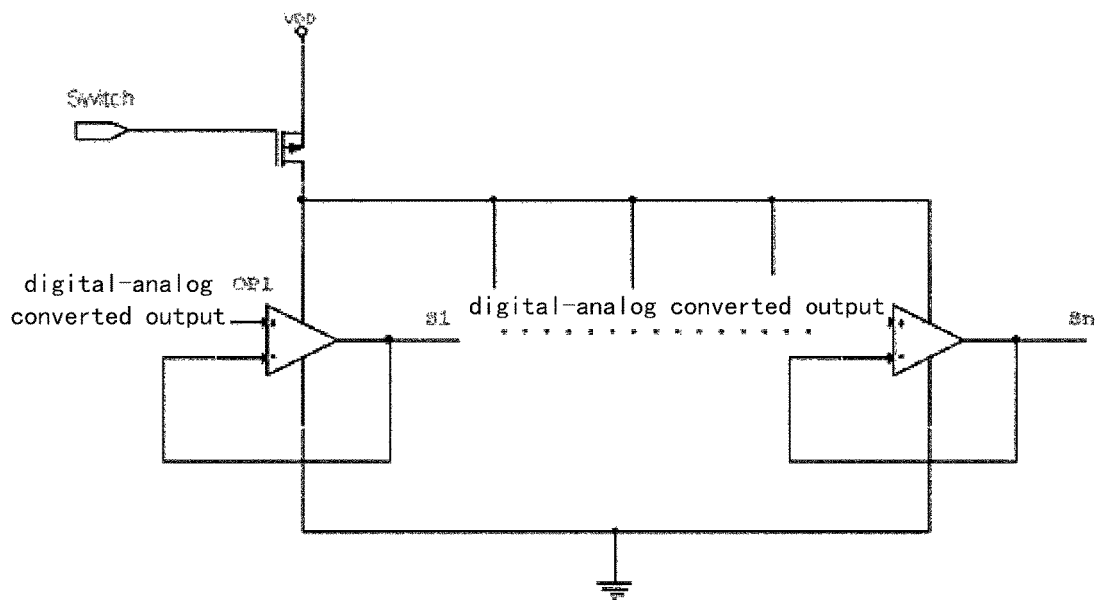 VDD
Switch
digital-analog
converted output
OP1
S1
digital-analog converted output
Sn